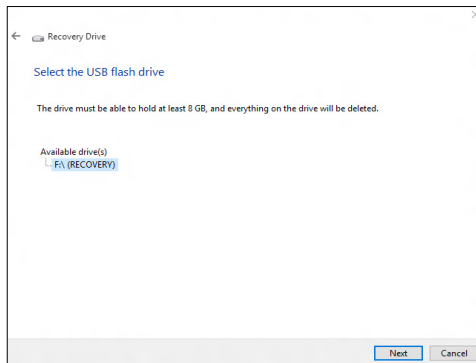 Recovery Drive
Select the USB flash drive
The drive must be able to hold at least 8 GB, and everything on the drive will be deleted.
Available drive(s)
F:\ (RECOVERY)
Next Cancel